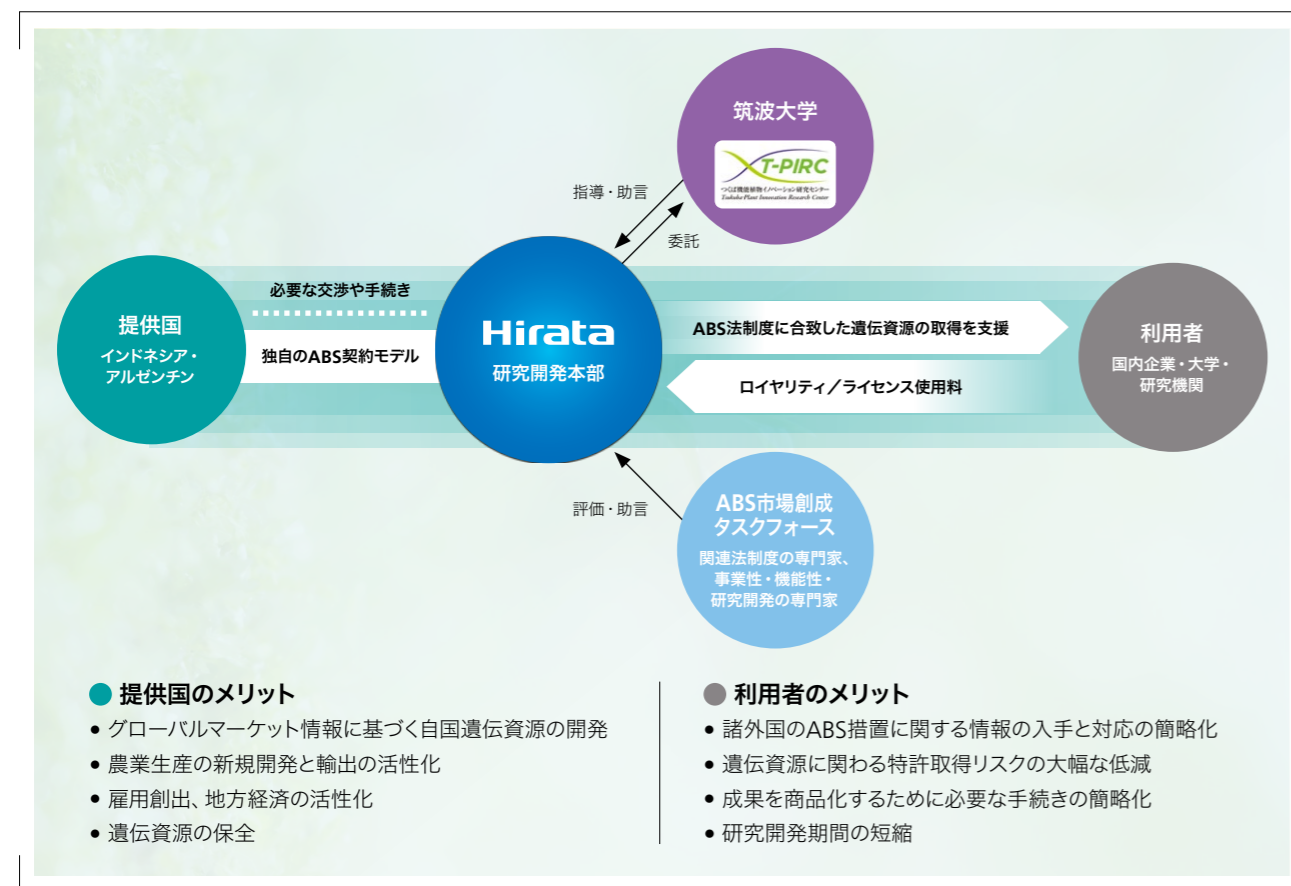 筑波大学
T-PIRC
つくば機能植物イノベーション研究センター
Tsukuba Plant Innovation Research Center
指導・助言
委託
提供国
インドネシア・
アルゼンチン
必要な交渉や手続き
独自のABS契約モデル
Hirata
研究開発本部
ABS法制度に合致した遺伝資源の取得を支援
ロイヤリティ／ライセンス使用料
利用者
国内企業・大学・
研究機関
評価・助言
ABS市場創成
タスクフォース
関連法制度の専門家、
事業性・機能性・
研究開発の専門家
提供国のメリット
• グローバルマーケット情報に基づく自国遺伝資源の開発
• 農業生産の新規開発と輸出の活性化
• 雇用創出、地方経済の活性化
• 遺伝資源の保全
利用者のメリット
• 諸外国のABS措置に関する情報の入手と対応の簡略化
• 遺伝資源に関わる特許取得リスクの大幅な低減
• 成果を商品化するために必要な手続きの簡略化
• 研究開発期間の短縮